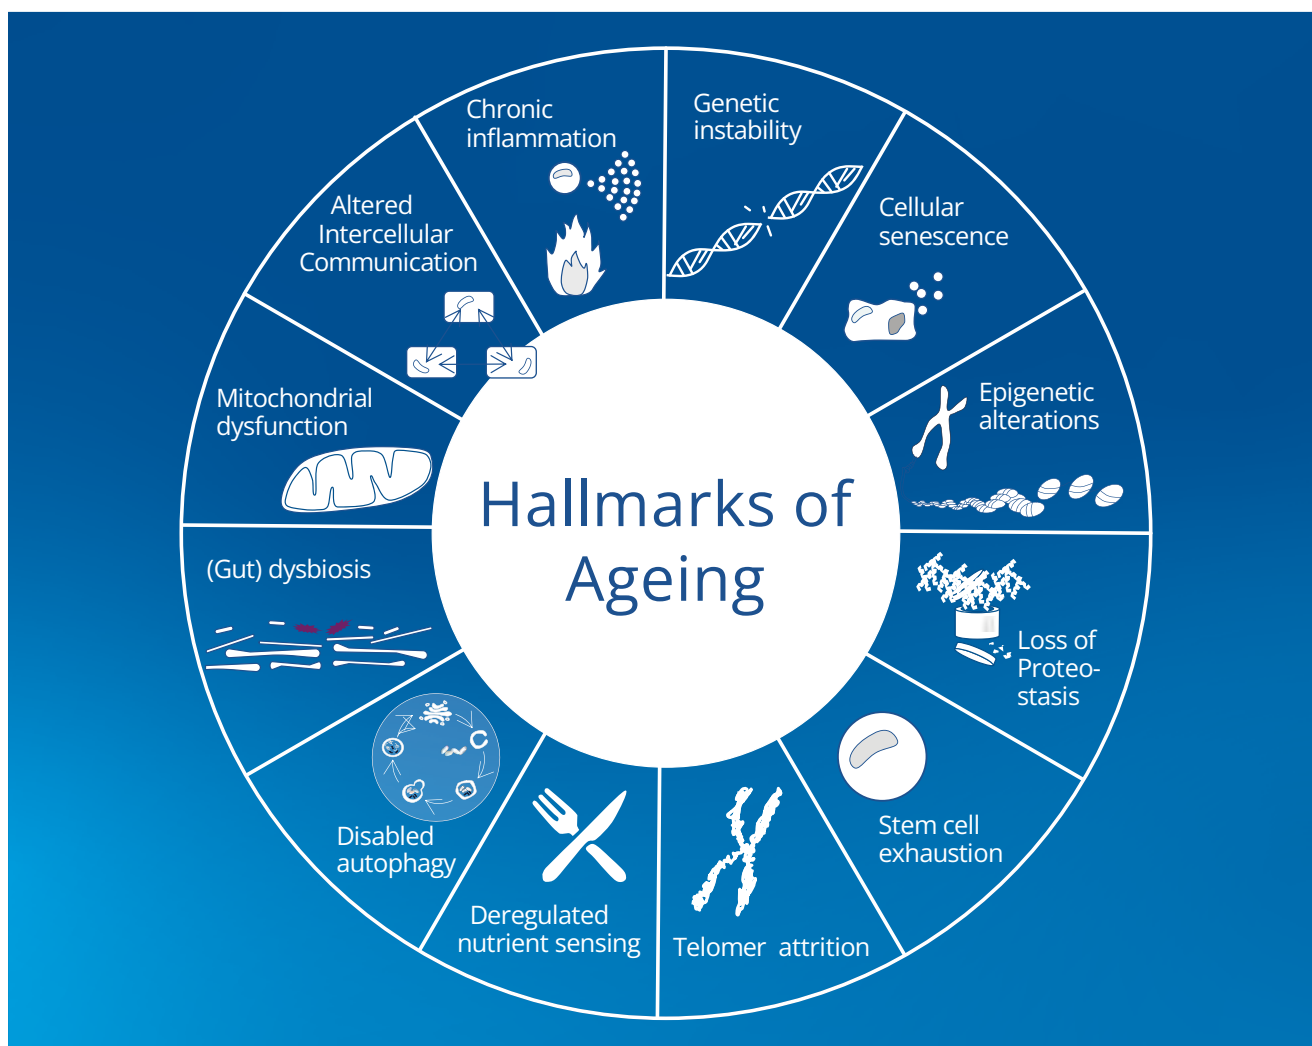 Hallmarks of
Ageing
Genetic
instability
Cellular
senescence
Epigenetic
alterations
Loss of
Proteo-
stasis
Stem cell
exhaustion
Telomer attrition
Deregulated
nutrient sensing
Disabled
autophagy
(Gut) dysbiosis
Mitochondrial
dysfunction
Altered
Intercellular
Communication
Chronic
inflammation